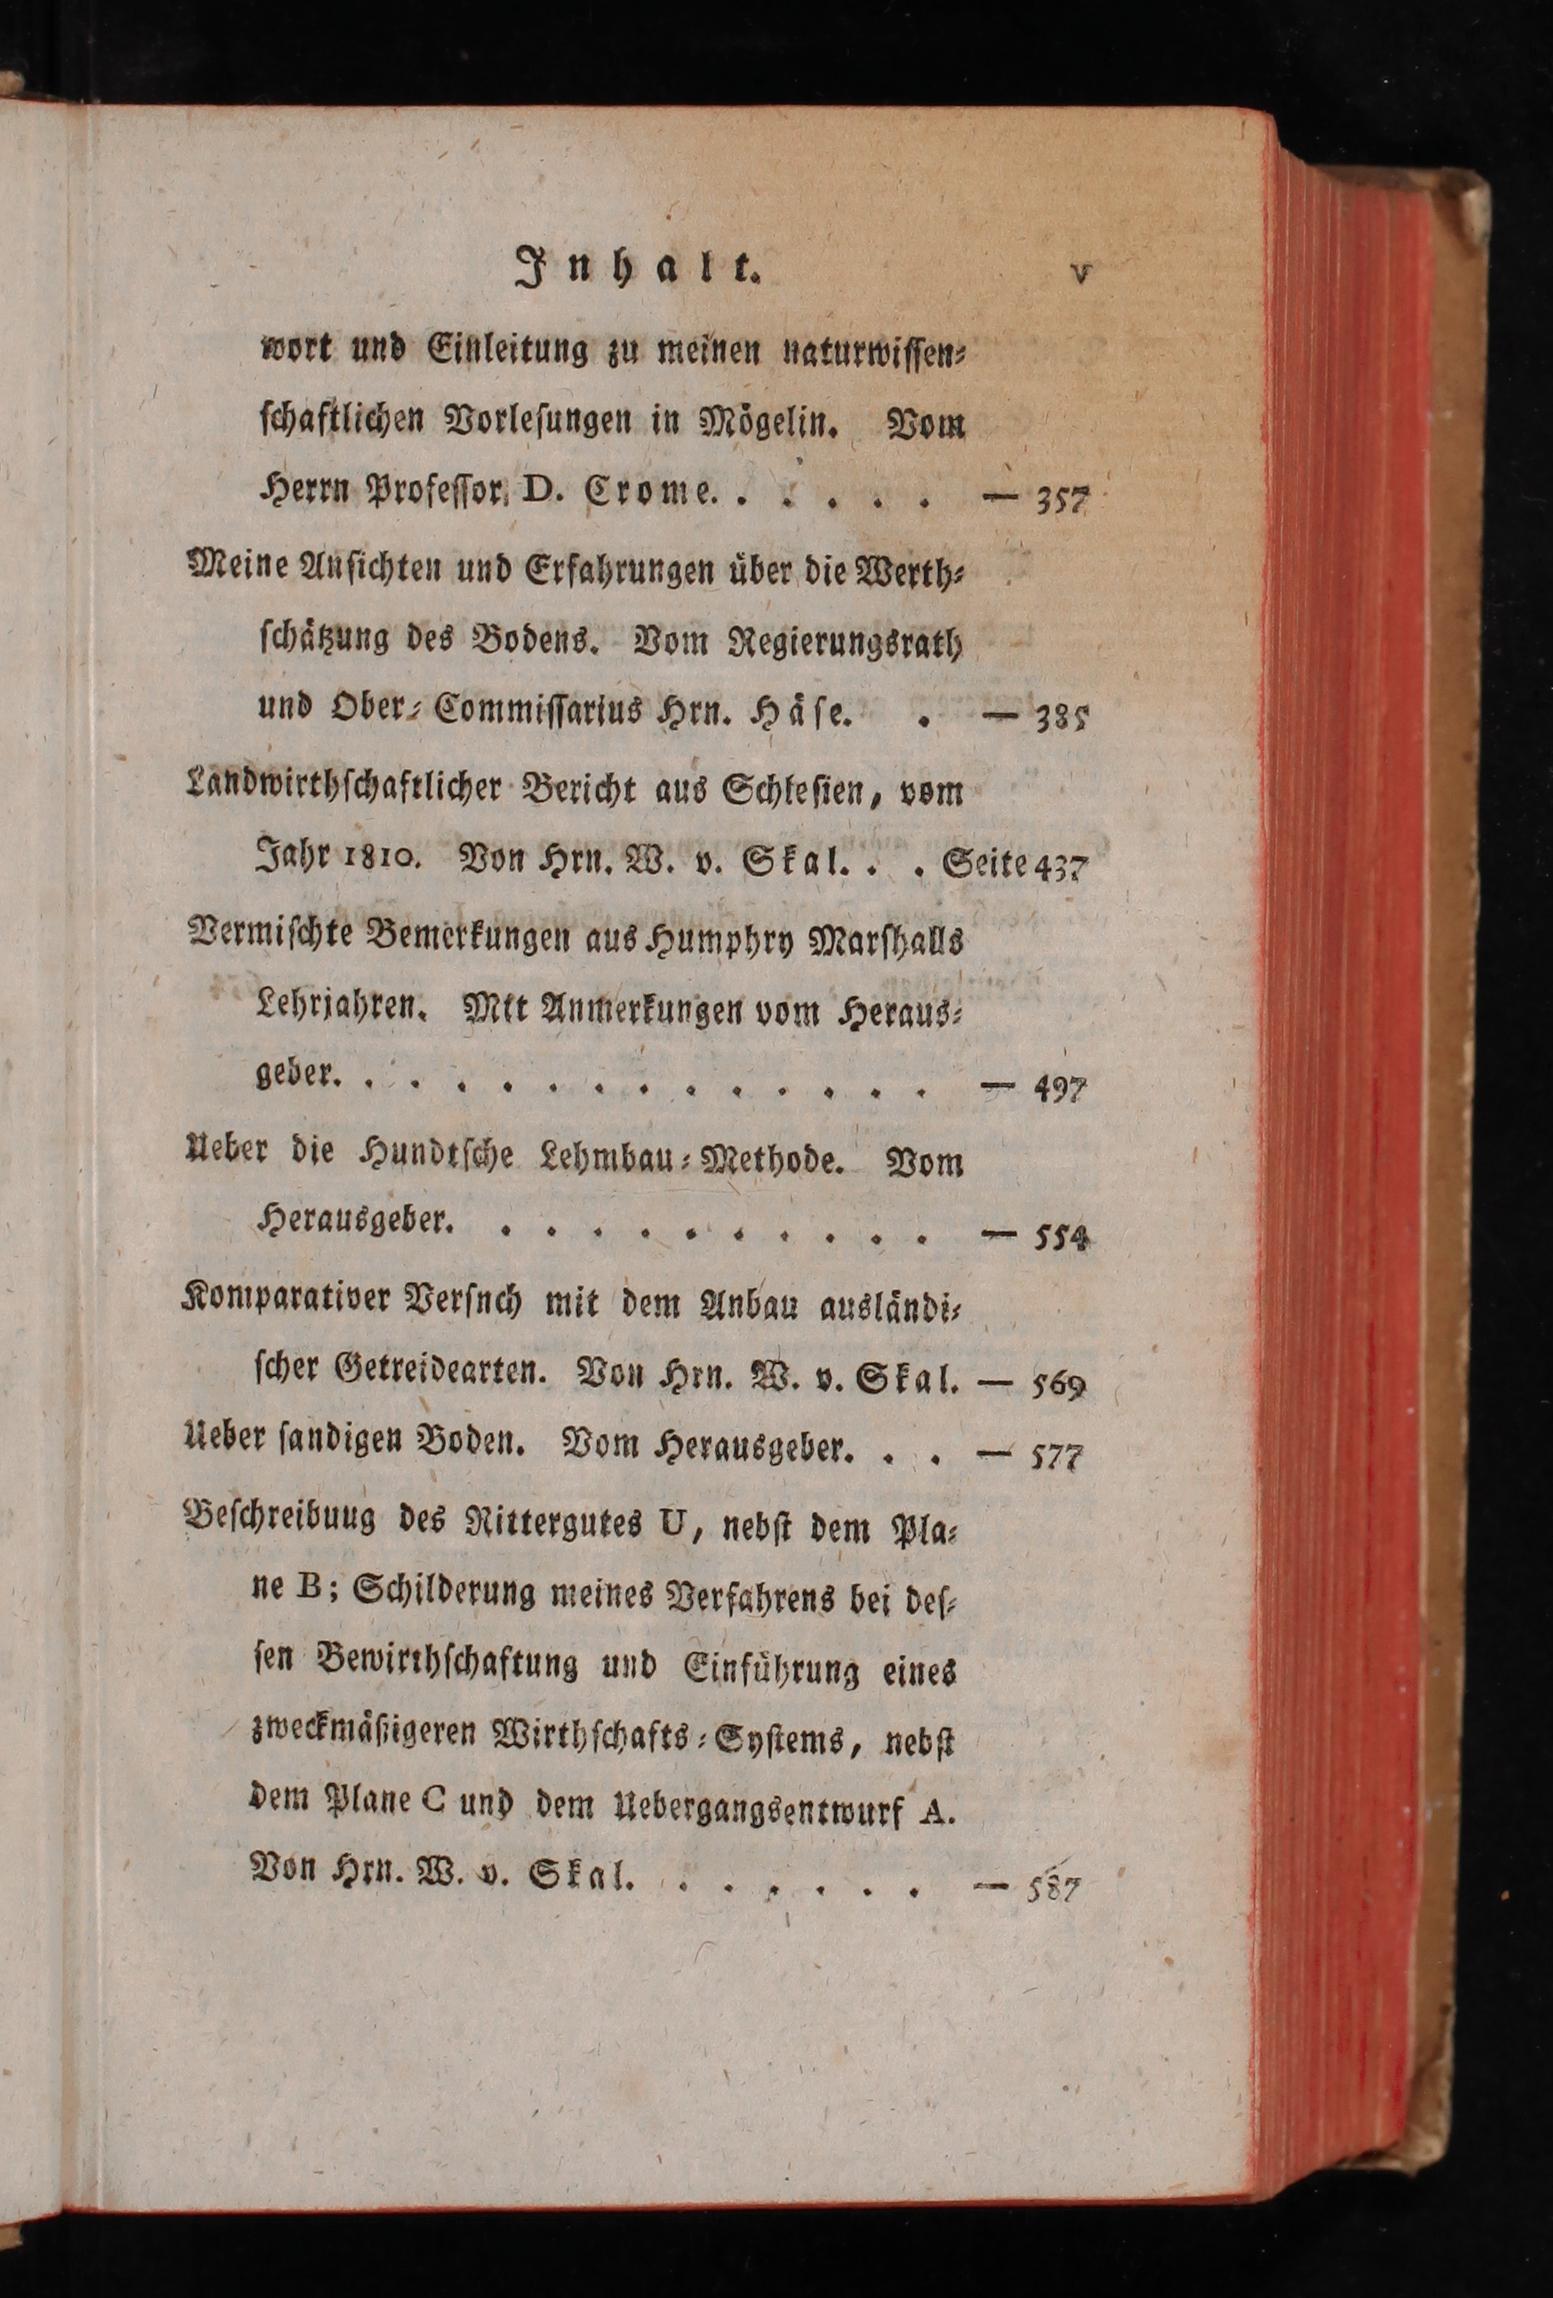 Inhalt. v
wort und Einleitung zu meinen naturwissen⸗
ſchaftlichen Vorleſungen in Mögelin. Vom
Herrn Profeſſor D. Crome. . . . . . — 357
Meine Anſichten und Erfahrungen über die Werth⸗
ſchätzung des Bodens. Vom Regierungsrath
und Ober⸗Commiſſarius Hrn. Häſe. . — 385
Landwirthſchaftlicher Bericht aus Schleſien, vom
Jahr 1810. Von Hrn. W. v. Skal. . . Seite 437
Vermiſchte Bemerkungen aus Humphry Marſhalls
Lehrjahren. Mit Anmerkungen vom Heraus⸗
geber. . . . . . . . . . . . . . — 497
Ueber die Hundtſche Lehmbau⸗Methode. Vom
Herausgeber. . . . . . . . . . . — 554
Komparativer Verſnch mit dem Anbau ausländi⸗
ſcher Getreidearten. Von Hrn. W. v. Skal. — 569
Ueber ſandigen Boden. Vom Herausgeber. . . — 577
Beſchreibuug des Rittergutes U, nebſt dem Pla⸗
ne B; Schilderung meines Verfahrens bei deſ⸗
ſen Bewirthſchaftung und Einführung eines
zweckmäßigeren Wirthſchafts⸗Syſtems, nebſt
dem Plane C und dem Uebergangsentwurf A.
Von Hrn. W. v. Skal. . . . . . . — 587